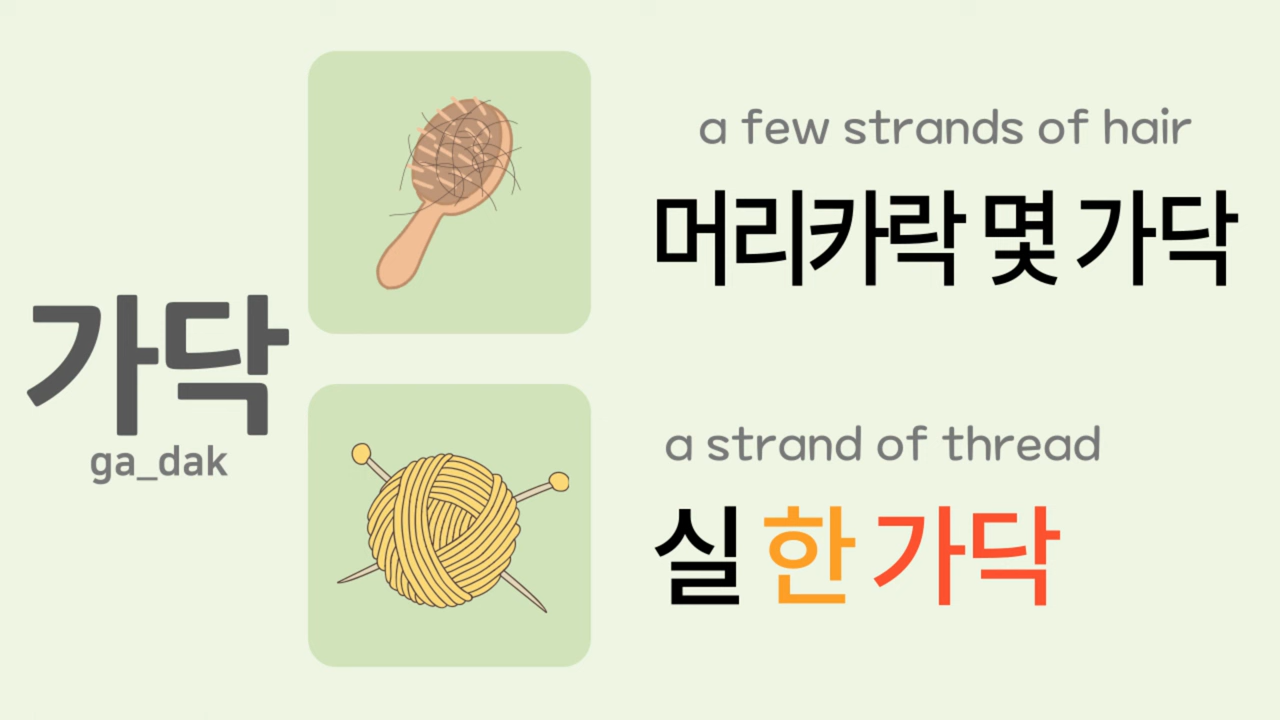 가닥
ga_dak
a few strands of hair
머리카락 몇 가닥
a strand of thread
실 한 가닥